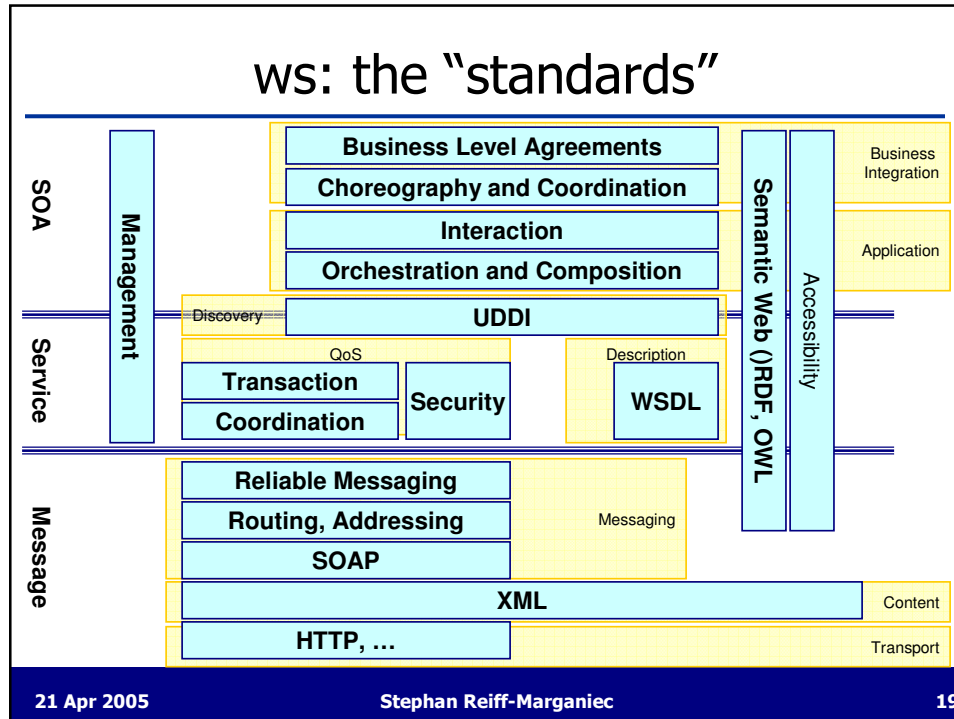 ws: the “standards”
Business Level Agreements
Business
Integration
Choreography and Coordination
SOA
Management
Interaction
Application
Orchestration and Composition
Semantic Web ()RDF, OWL
Accessibility
Discovery
UDDI
Service
QoS
Description
Transaction
Security
WSDL
Coordination
Message
Reliable Messaging
Routing, Addressing
Messaging
SOAP
XML
Content
HTTP, …
Transport
21 Apr 2005
Stephan Reiff-Marganiec
19